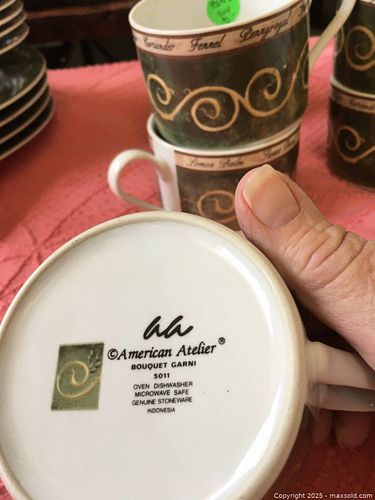 Coriander Fennel Pennyroyal
Lemon Balm
aa
©American Atelier®
BOUQUET GARNI
5011
OVEN DISHWASHER
MICROWAVE SAFE
GENUINE STONEWARE
INDONESIA
Copyright 2025 - maxsold.com